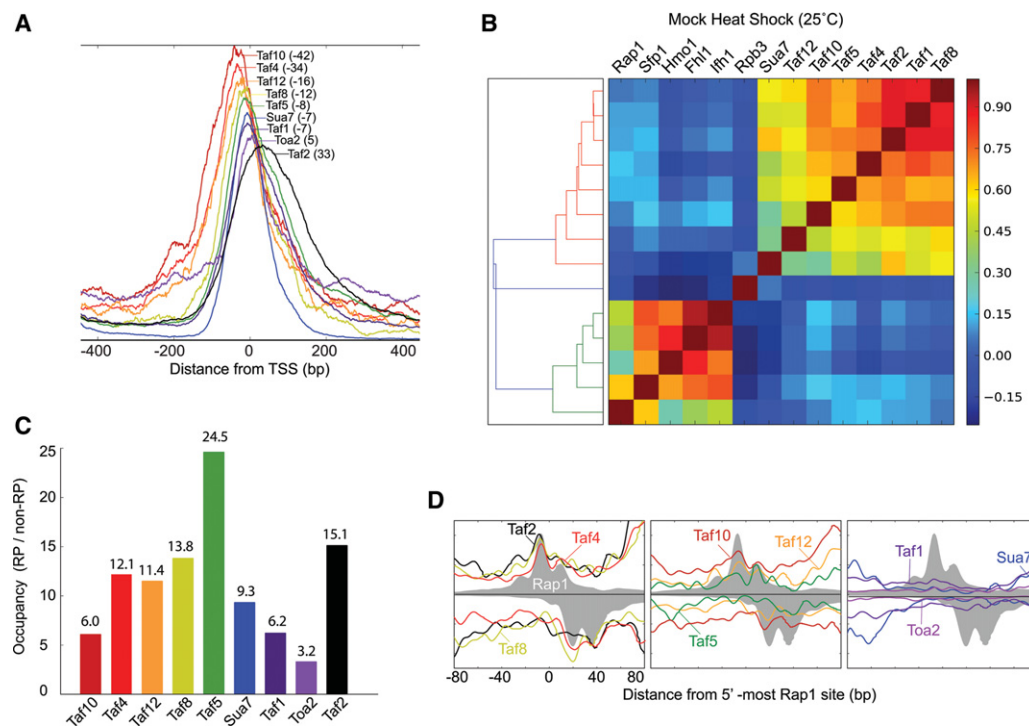 A
Taf10 (-42)
Taf4 (-34)
Taf12 (-16)
Taf8 (-12)
Taf5 (-8)
Sua7 (-7)
Taf1 (-7)
Toa2 (5)
Taf2 (33)
-400 -200 0 200 400
Distance from TSS (bp)
B
Mock Heat Shock (25˚C)
Rap1 Sfp1 Hmo1 Fhl1 Ifh1 Rpb3 Sua7 Taf12 Taf10 Taf5 Taf4 Taf2 Taf1 Taf8
0.90
0.75
0.60
0.45
0.30
0.15
0.00
-0.15
C
Occupancy (RP / non-RP)
25
20
15
10
5
0
6.0 12.1 11.4 13.8 24.5 9.3 6.2 3.2 15.1
Taf10 Taf4 Taf12 Taf8 Taf5 Sua7 Taf1 Toa2 Taf2
D
Taf2 Taf4 Rap1 Taf8
Taf10 Taf12 Taf5
Taf1 Sua7 Toa2
-80 -40 0 40 80
Distance from 5' -most Rap1 site (bp)